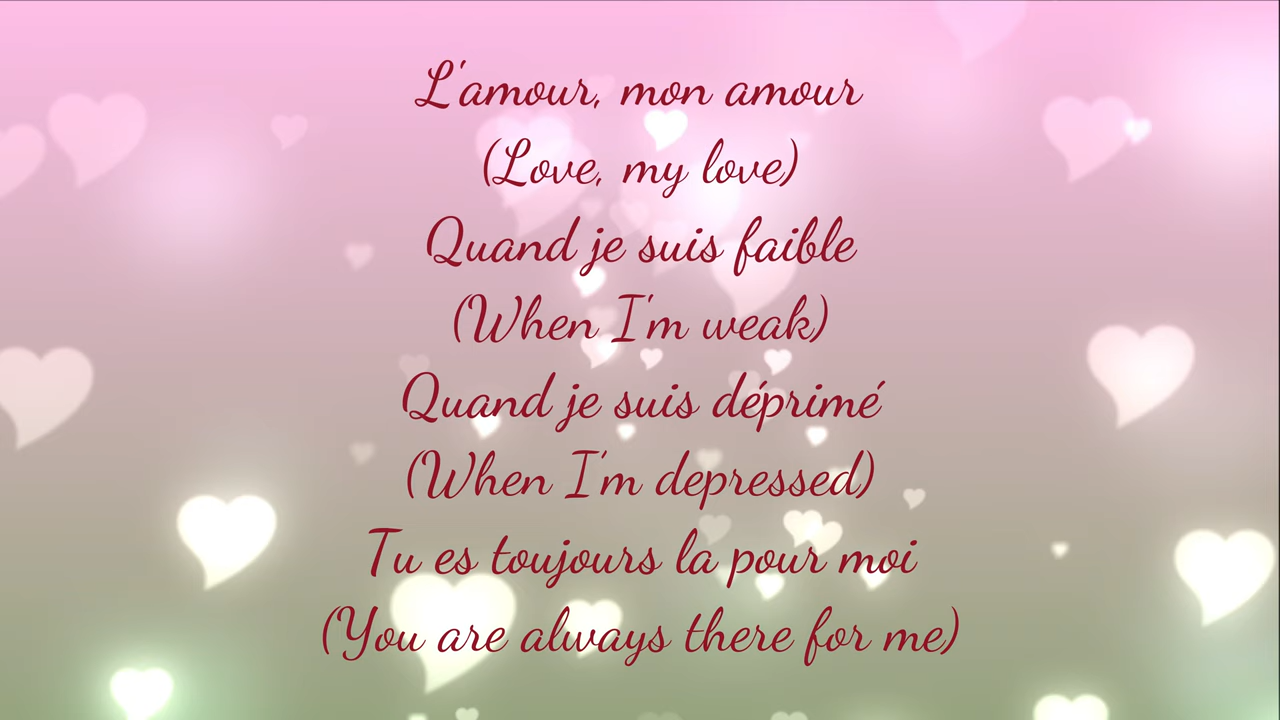 L'amour, mon amour
(Love, my love)
Quand je suis faible
(When I'm weak)
Quand je suis déprimé
(When I'm depressed)
Tu es toujours la pour moi
(You are always there for me)